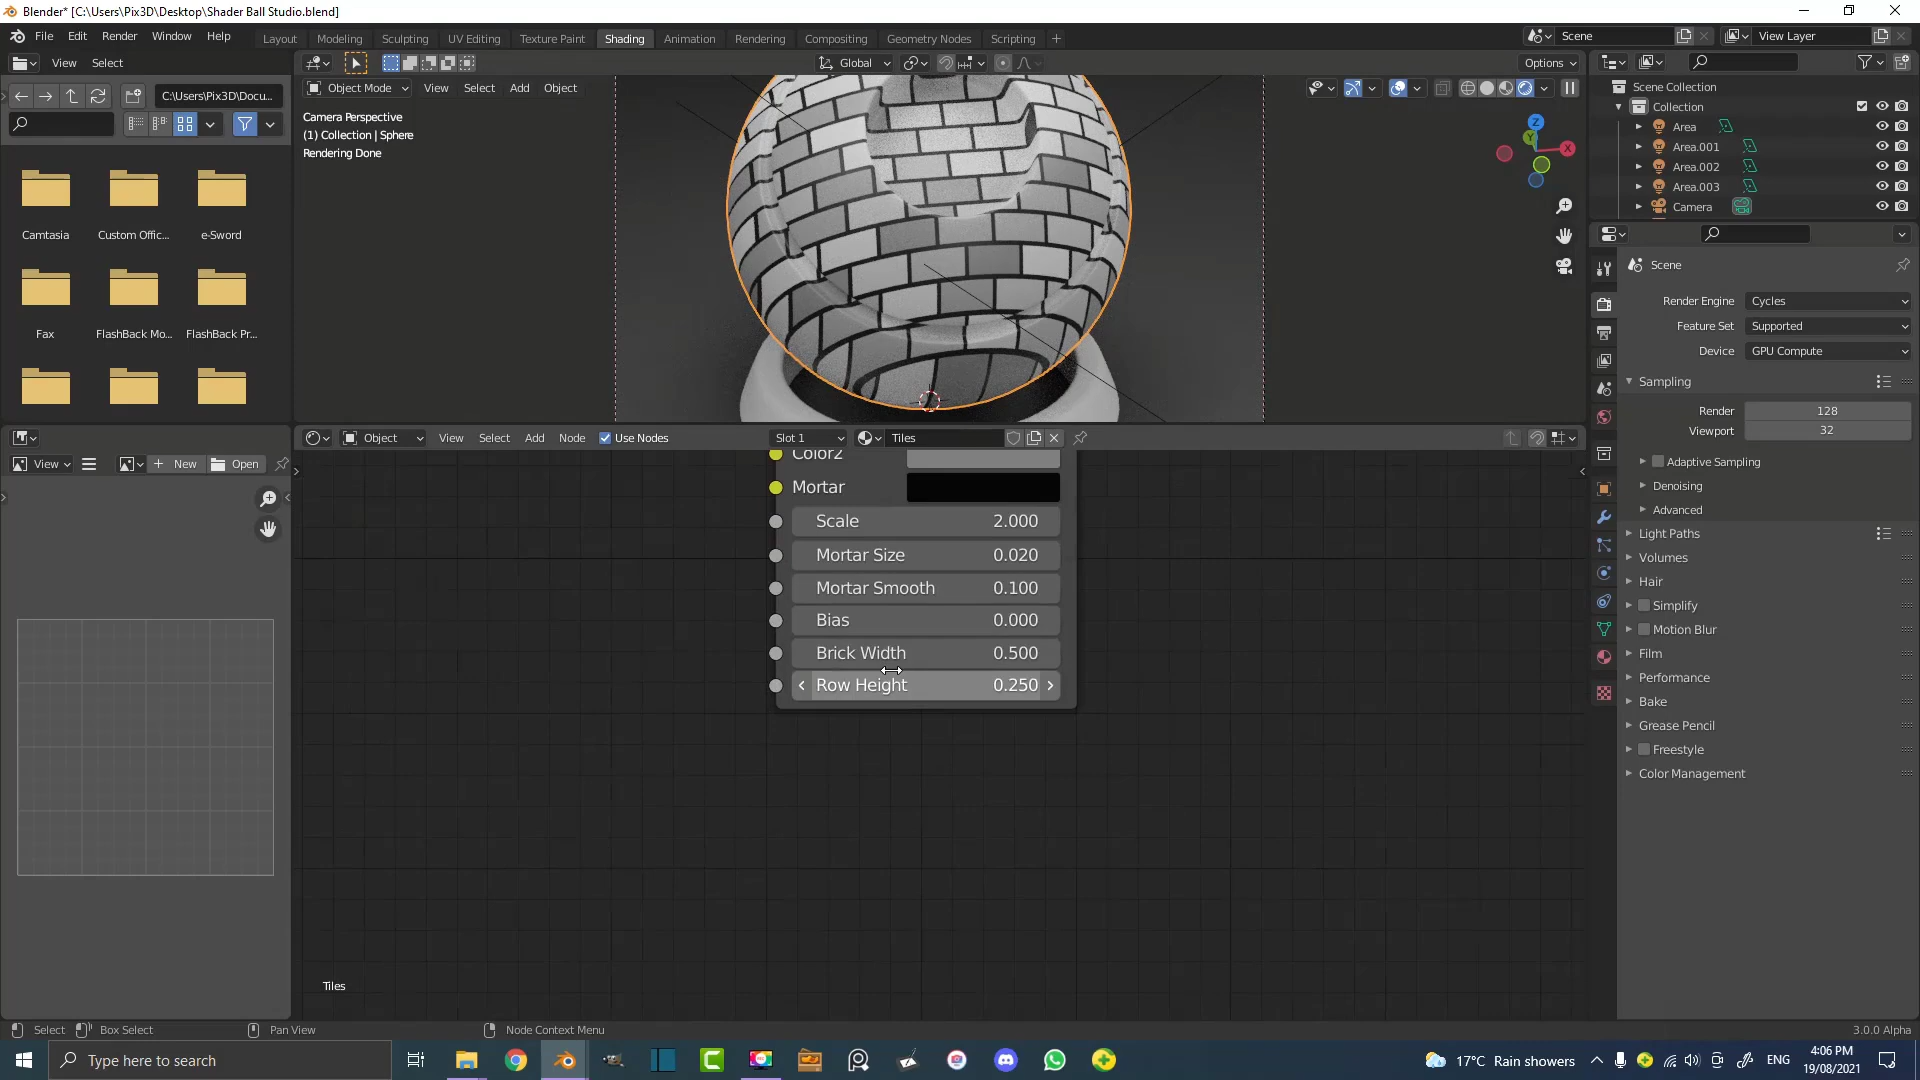 Blender* [C:\Users\Pix3D\Desktop\Shader Ball Studio.blend]
File Edit Render Window Help
Layout Modeling Sculpting UV Editing Texture Paint Shading Animation Rendering Compositing Geometry Nodes Scripting
Scene
View Layer
View Select
Global
Options
C:\Users\Pix3D\Docu...
Object Mode View Select Add Object
Camera Perspective
(1) Collection | Sphere
Rendering Done
Z
Y
X
Camtasia
Custom Offic...
e-Sword
Fax
FlashBack Mo...
FlashBack Pr...
Scene Collection
Collection
Area
Area.001
Area.002
Area.003
Camera
Scene
Render Engine Cycles
Feature Set Supported
Device GPU Compute
Sampling
Render 128
Viewport 32
Adaptive Sampling
Denoising
Advanced
Light Paths
Volumes
Hair
Simplify
Motion Blur
Film
Performance
Bake
Grease Pencil
Freestyle
Color Management
View
New
Open
Object View Select Add Node Use Nodes
Slot 1
Tiles
Color2
Mortar
Scale 2.000
Mortar Size 0.020
Mortar Smooth 0.100
Bias 0.000
Brick Width 0.500
Row Height 0.250
Tiles
Select
Box Select
Pan View
Node Context Menu
3.0.0 Alpha
Type here to search
17°C Rain showers
ENG
4:06 PM
19/08/2021